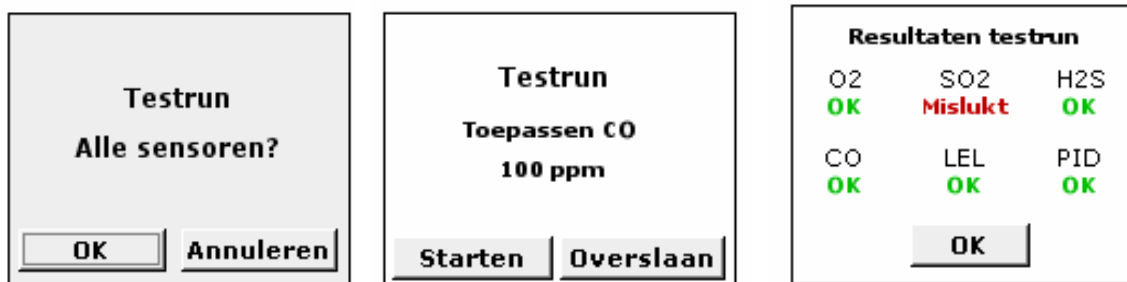 Testrun
Alle sensoren?
OK Annuleren
Testrun
Toepassen CO
100 ppm
Starten Overslaan
Resultaten testrun
O2 SO2 H2S
OK Mislukt OK
CO LEL PID
OK OK OK
OK